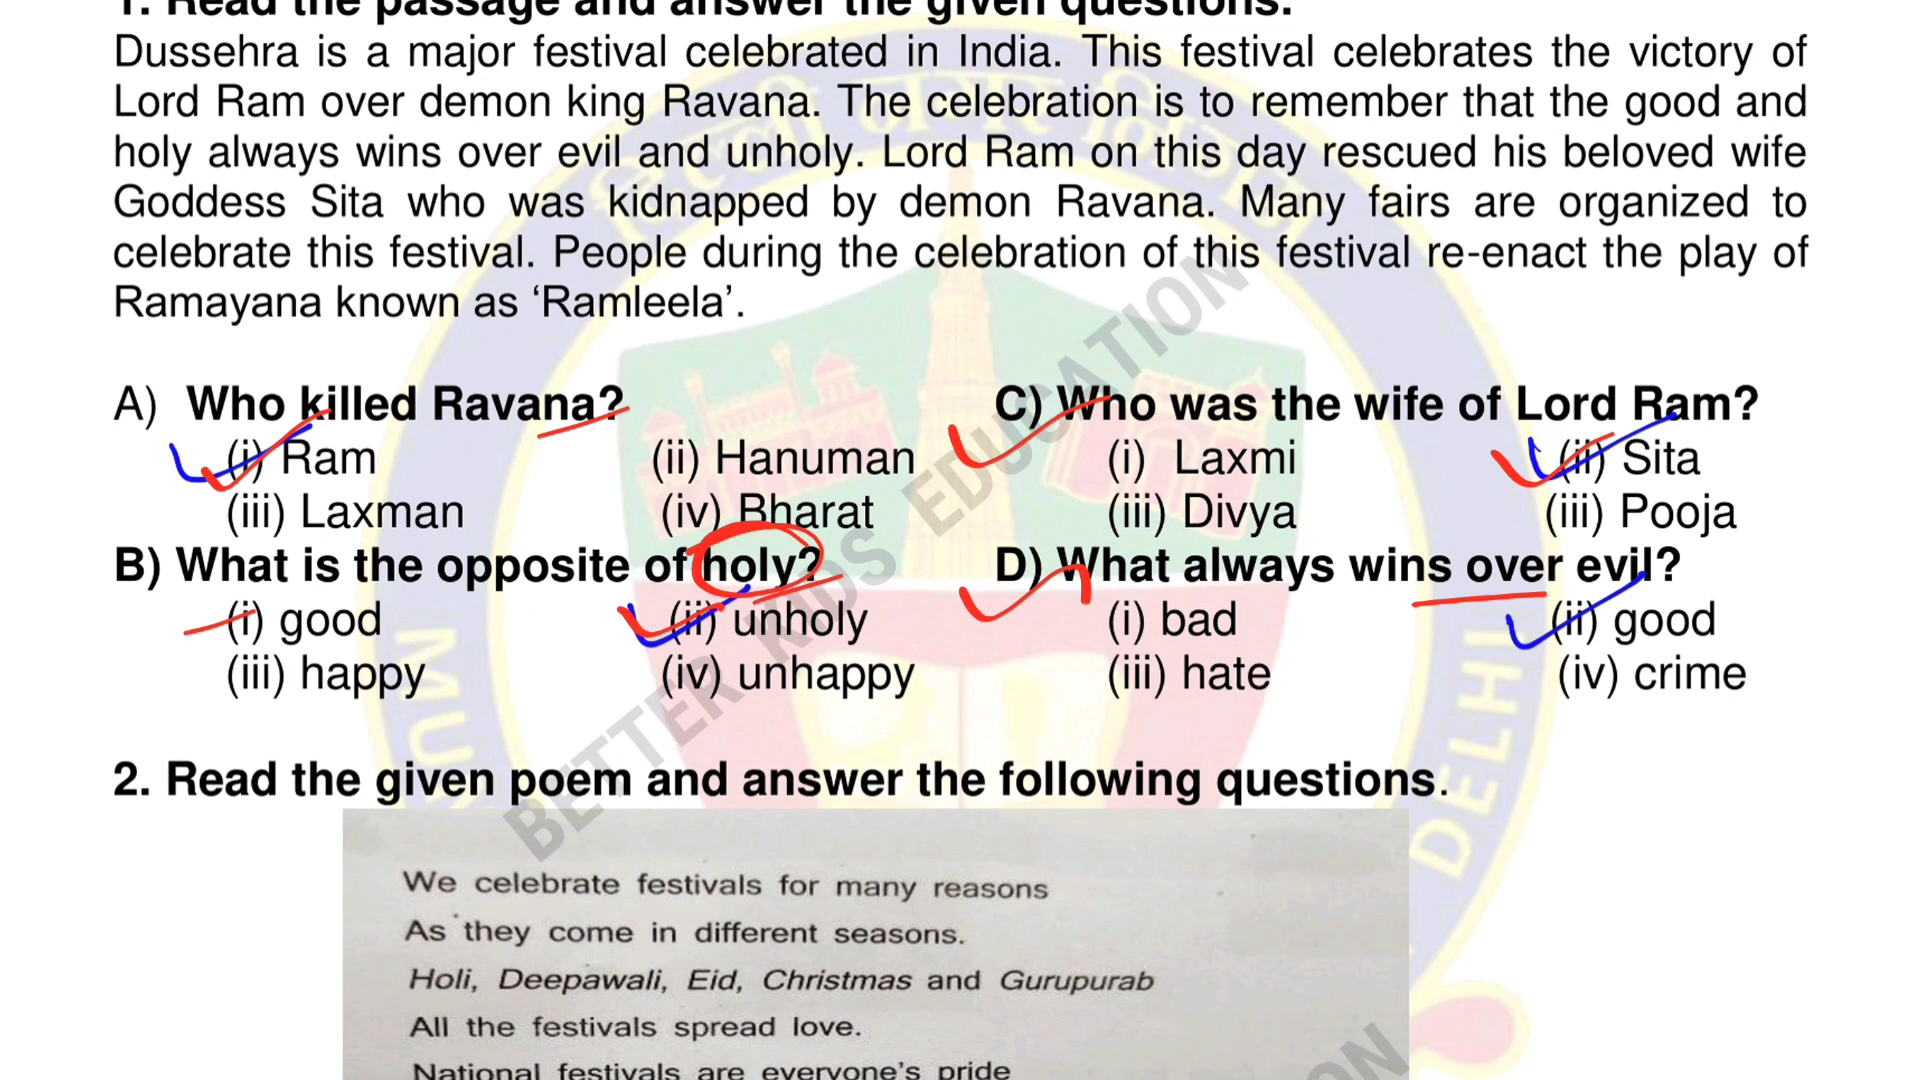 1. Read the passage and answer the given questions.
Dussehra is a major festival celebrated in India. This festival celebrates the victory of
Lord Ram over demon king Ravana. The celebration is to remember that the good and
holy always wins over evil and unholy. Lord Ram on this day rescued his beloved wife
Goddess Sita who was kidnapped by demon Ravana. Many fairs are organized to
celebrate this festival. People during the celebration of this festival re-enact the play of
Ramayana known as ‘Ramleela’.
A) Who killed Ravana?
(i) Ram (ii) Hanuman
(iii) Laxman (iv) Bharat
B) What is the opposite of holy?
(i) good (ii) unholy
(iii) happy (iv) unhappy
C) Who was the wife of Lord Ram?
(i) Laxmi (ii) Sita
(iii) Divya (iii) Pooja
D) What always wins over evil?
(i) bad (ii) good
(iii) hate (iv) crime
2. Read the given poem and answer the following questions.
We celebrate festivals for many reasons
As they come in different seasons.
Holi, Deepawali, Eid, Christmas and Gurupurab
All the festivals spread love.
National festivals are everyone's pride
BETTER KIDS EDUCATION
DELHI